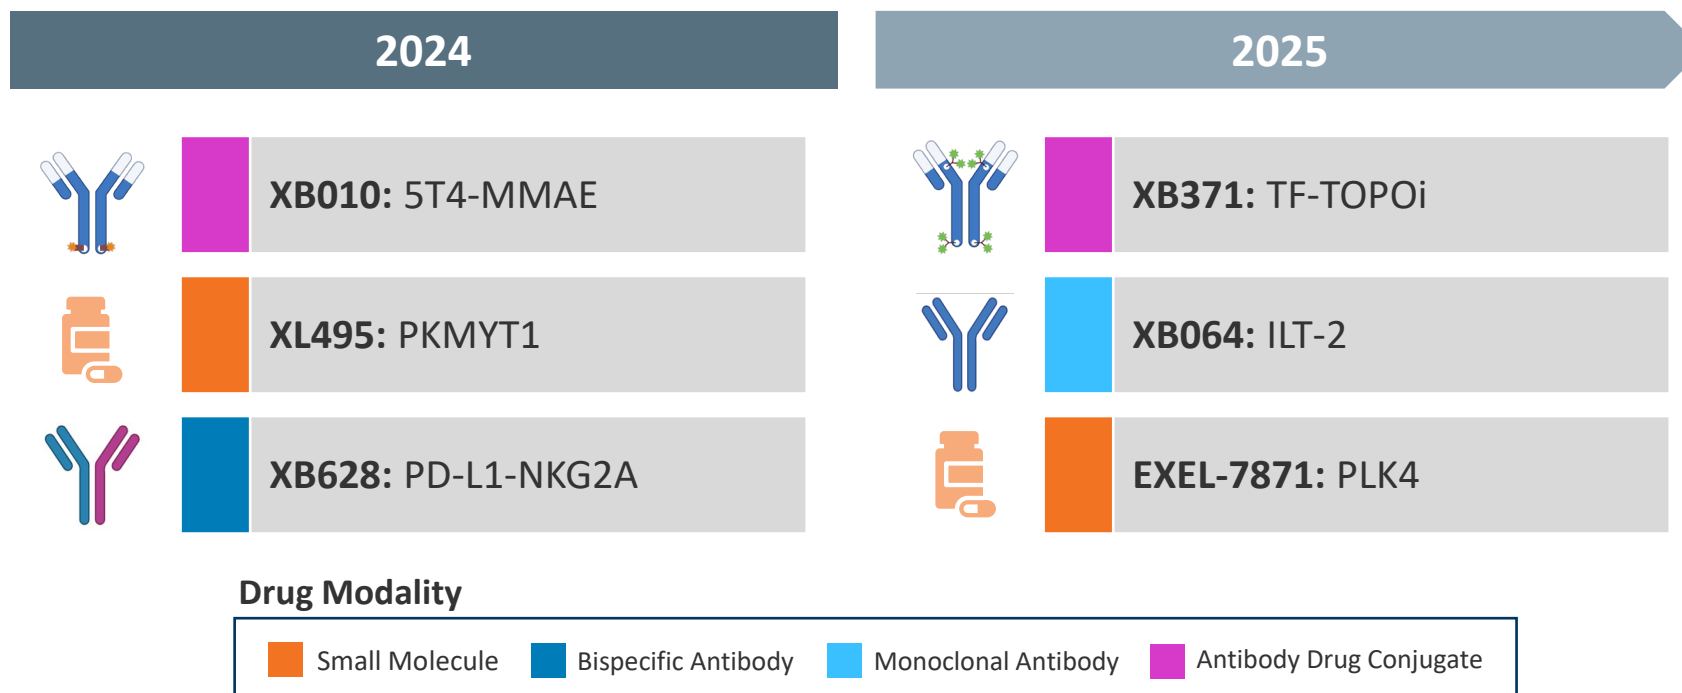 2024
XB010: 5T4-MMAE
XL495: PKMYT1
XB628: PD-L1-NKG2A
2025
XB371: TF-TOPOi
XB064: ILT-2
EXEL-7871: PLK4
Drug Modality
Small Molecule
Bispecific Antibody
Monoclonal Antibody
Antibody Drug Conjugate